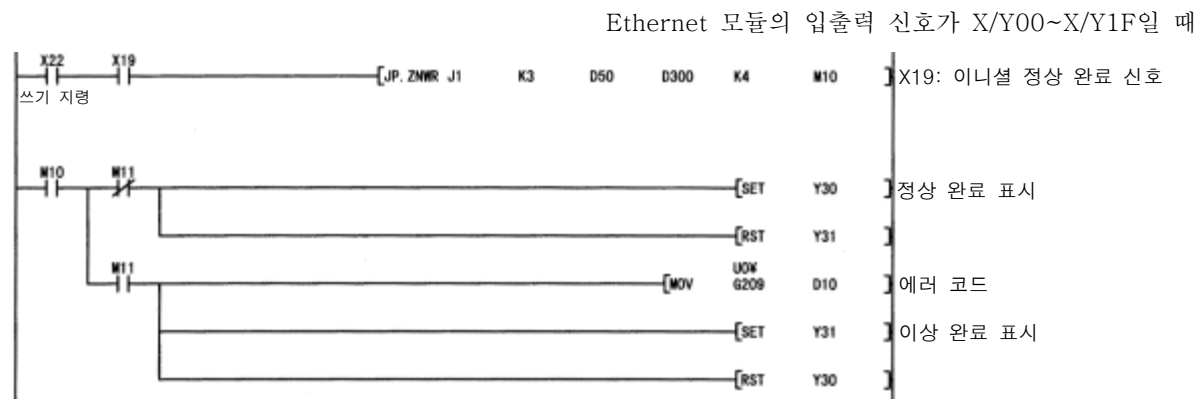 Ethernet 모듈의 입출력 신호가 X/Y00~X/Y1F일 때
X22 X19
[JP.ZNWR J1 K3 D50 D300 K4 M10 ] X19: 이니셜 정상 완료 신호
쓰기 지령
M10 M11
[SET Y30 ] 정상 완료 표시
[RST Y31 ]
M11
U0¥
[MOV G209 D10 ] 에러 코드
[SET Y31 ] 이상 완료 표시
[RST Y30 ]